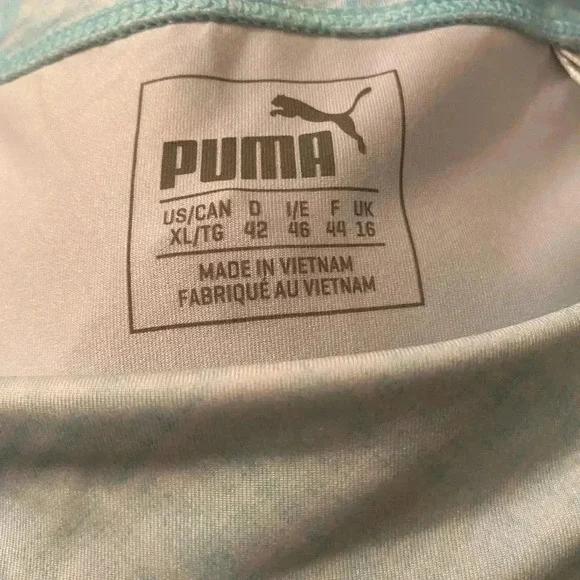 PUMA
US/CAN D I/E F UK
XL/TG 42 46 44 16
MADE IN VIETNAM
FABRIQUÉ AU VIETNAM